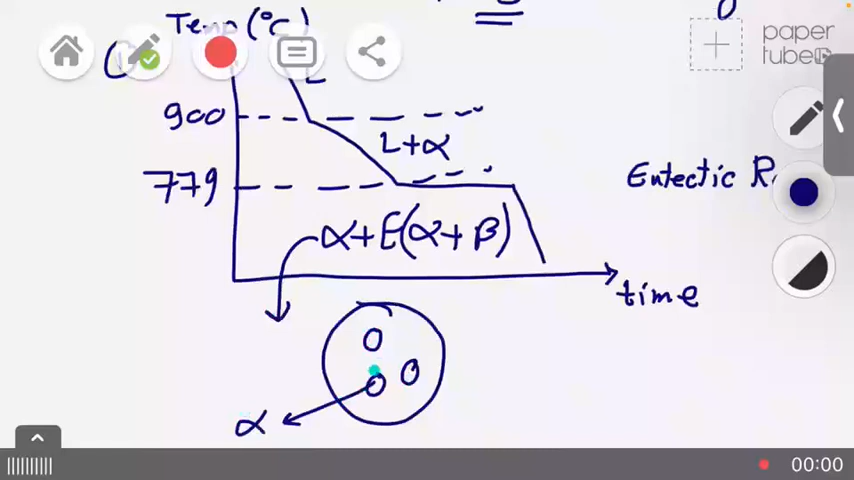 Temp (°C)
paper
tube
L
900
L+α
779
Eutectic R
α+E(α+β)
time
α
00:00